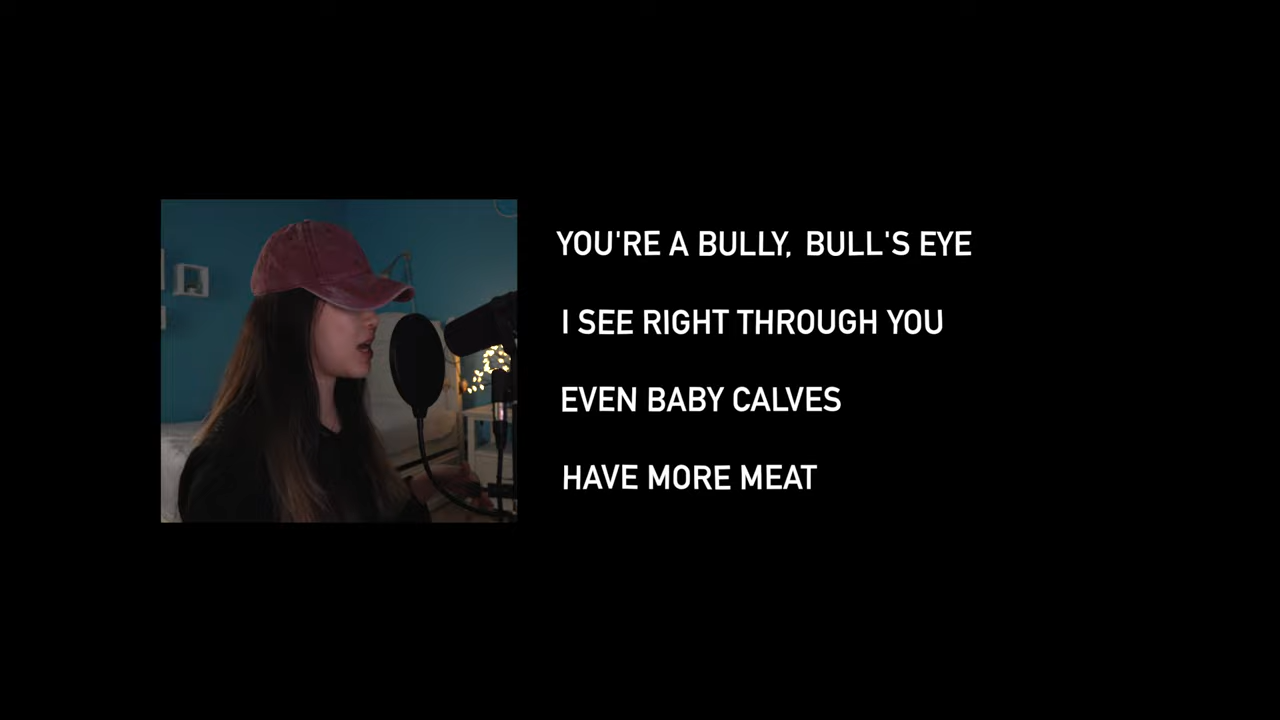 YOU'RE A BULLY, BULL'S EYE
I SEE RIGHT THROUGH YOU
EVEN BABY CALVES
HAVE MORE MEAT